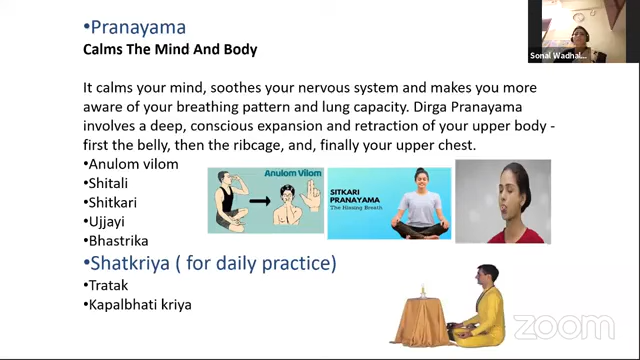 •Pranayama
Calms The Mind And Body
It calms your mind, soothes your nervous system and makes you more
aware of your breathing pattern and lung capacity. Dirga Pranayama
involves a deep, conscious expansion and retraction of your upper body -
first the belly, then the ribcage, and, finally your upper chest.
•Anulom vilom
•Shitali
•Shitkari
•Ujjayi
•Bhastrika
Anulom Vilom
SITKARI
PRANAYAMA
The Hissing Breath
•Shatkriya ( for daily practice)
•Tratak
•Kapalbhati kriya
Sonal Wadhal...
zoom